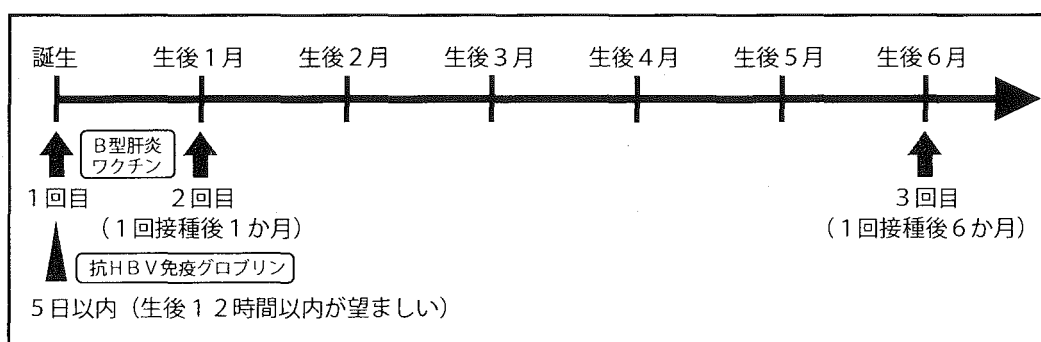 誕生 生後1月 生後2月 生後3月 生後4月 生後5月 生後6月
B型肝炎
ワクチン
1回目 2回目 3回目
(1回接種後1か月) (1回接種後6か月)
抗HBV免疫グロブリン
5日以内(生後12時間以内が望ましい)